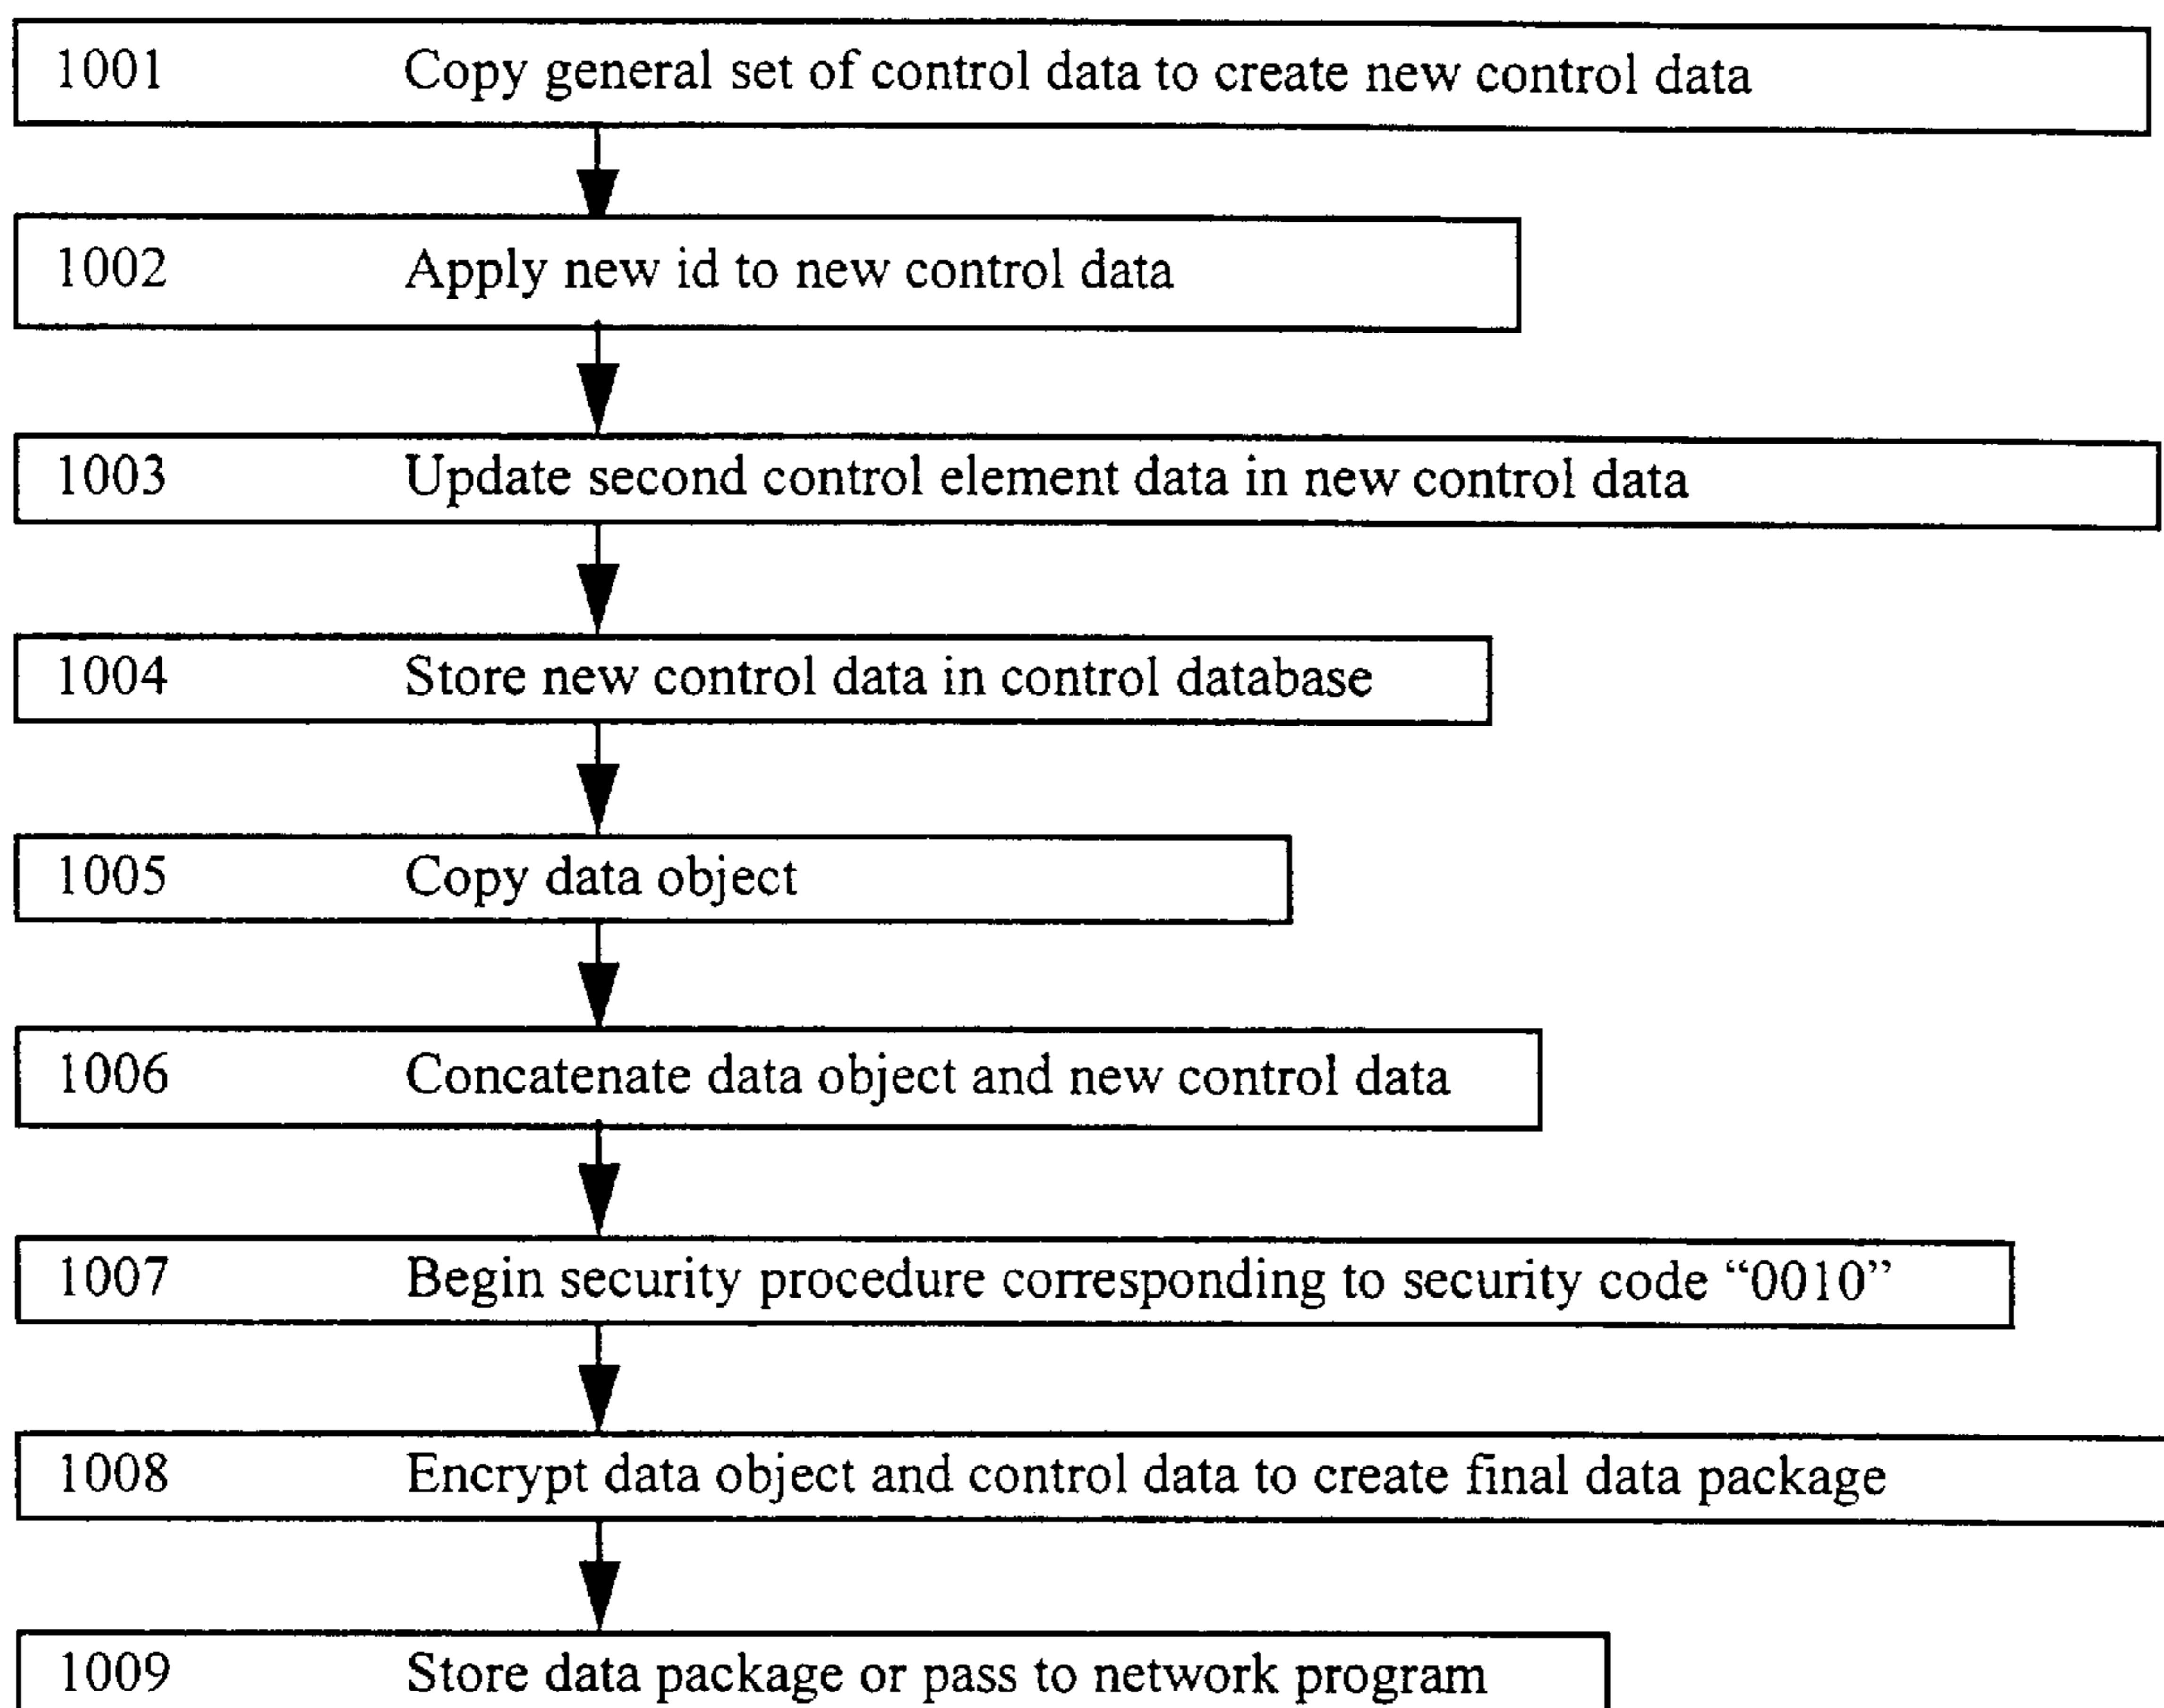 1001 Copy general set of control data to create new control data
1002 Apply new id to new control data
1003 Update second control element data in new control data
1004 Store new control data in control database
1005 Copy data object
1006 Concatenate data object and new control data
1007 Begin security procedure corresponding to security code “0010”
1008 Encrypt data object and control data to create final data package
1009 Store data package or pass to network program